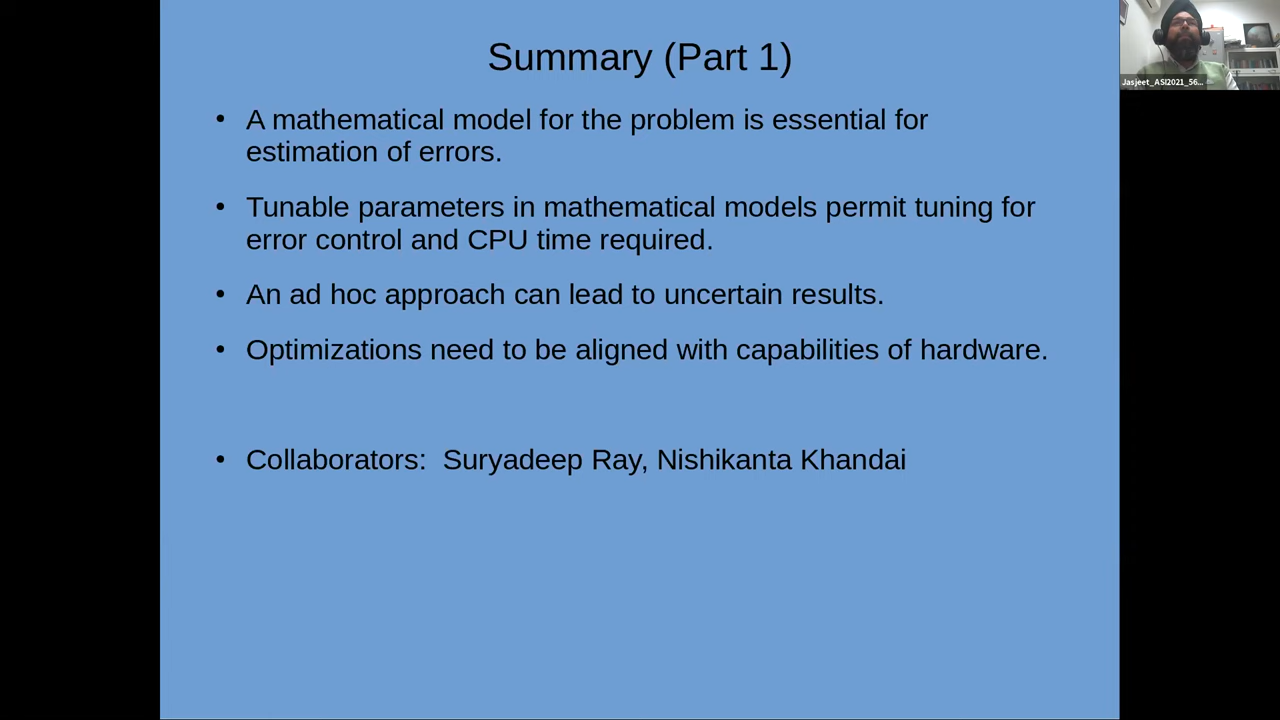 Summary (Part 1)
• A mathematical model for the problem is essential for
estimation of errors.
• Tunable parameters in mathematical models permit tuning for
error control and CPU time required.
• An ad hoc approach can lead to uncertain results.
• Optimizations need to be aligned with capabilities of hardware.
• Collaborators:  Suryadeep Ray, Nishikanta Khandai
Jasjeet_ASI2021_56...